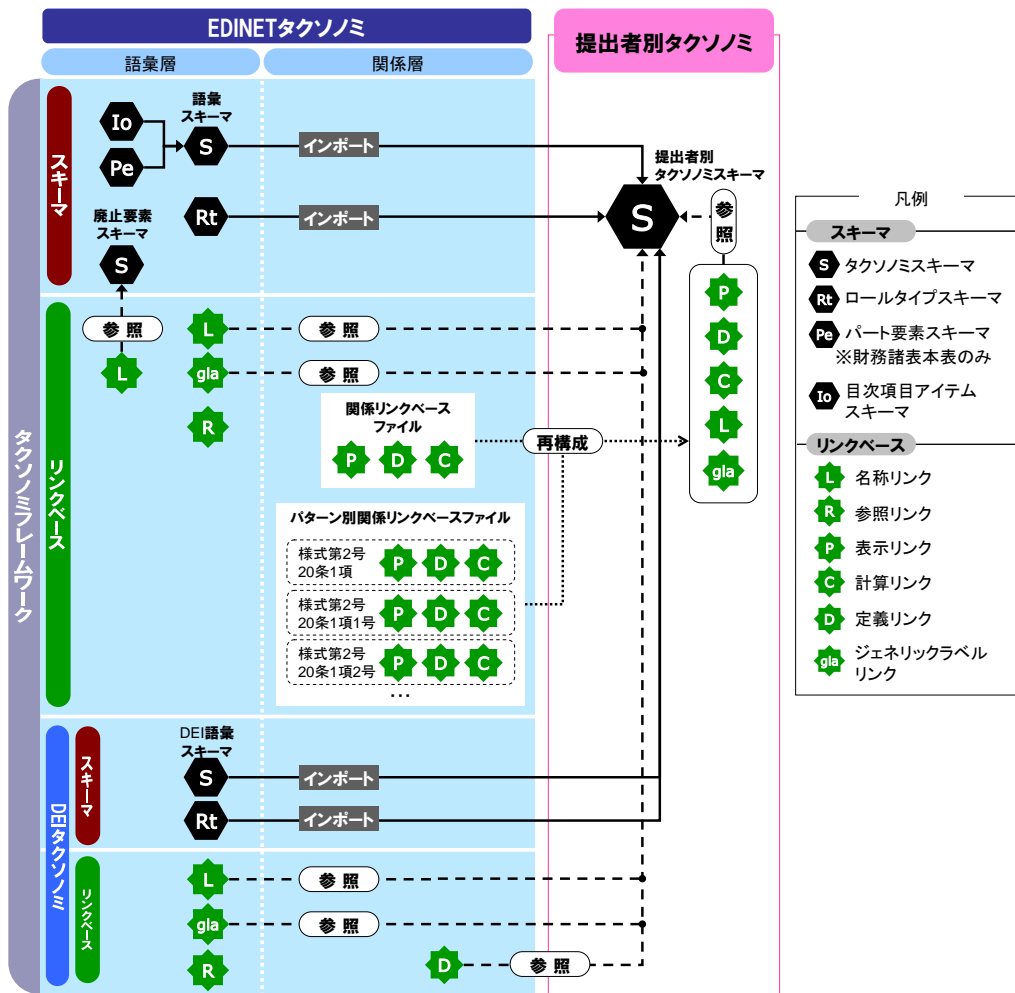 EDINETタクソノミ
提出者別タクソノミ
語彙層
関係層
タクソノミフレームワーク
スキーマ
Io
Pe
語彙
スキーマ
S
インポート
Rt
インポート
廃止要素
スキーマ
S
提出者別
タクソノミスキーマ
S
参照
P
D
C
L
gla
リンクベース
参照
L
L
参照
gla
参照
R
関係リンクベース
ファイル
P D C
再構成
パターン別関係リンクベースファイル
様式第2号
20条1項
P D C
様式第2号
20条1項1号
P D C
様式第2号
20条1項2号
P D C
...
DEIタクソノミ
スキーマ
DEI語彙
スキーマ
S
インポート
Rt
インポート
リンクベース
L
参照
gla
参照
R
D
参照
凡例
スキーマ
S タクソノミスキーマ
Rt ロールタイプスキーマ
Pe パート要素スキーマ
※財務諸表本表のみ
Io 目次項目アイテム
スキーマ
リンクベース
L 名称リンク
R 参照リンク
P 表示リンク
C 計算リンク
D 定義リンク
gla ジェネリックラベル
リンク